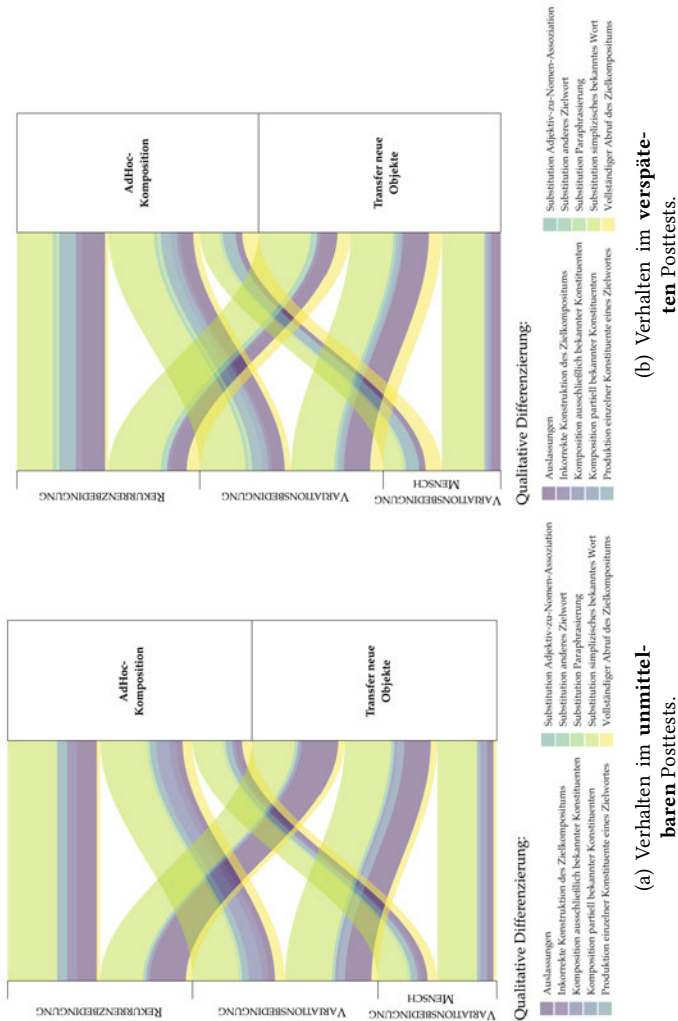 REKURRENZBEDINGUNG
VARIATIONSBEDINGUNG
VARIATIONSBEDINGUNG
MENSCH
AdHoc-
Komposition
Transfer neue
Objekte
Qualitative Differenzierung:
Auslassungen
Inkorrekte Konstruktion des Zielkompositums
Komposition ausschließlich bekannter Konstituenten
Komposition partiell bekannter Konstituenten
Produktion einzelner Konstituente eines Zielwortes
Substitution Adjektiv-zu-Nomen-Assoziation
Substitution anderes Zielwort
Substitution Paraphrasierung
Substitution simplizisches bekanntes Wort
Vollständiger Abruf des Zielkompositums
(a) Verhalten im unmittel-
baren Posttests.
REKURRENZBEDINGUNG
VARIATIONSBEDINGUNG
VARIATIONSBEDINGUNG
MENSCH
AdHoc-
Komposition
Transfer neue
Objekte
Qualitative Differenzierung:
Auslassungen
Inkorrekte Konstruktion des Zielkompositums
Komposition ausschließlich bekannter Konstituenten
Komposition partiell bekannter Konstituenten
Produktion einzelner Konstituente eines Zielwortes
Substitution Adjektiv-zu-Nomen-Assoziation
Substitution anderes Zielwort
Substitution Paraphrasierung
Substitution simplizisches bekanntes Wort
Vollständiger Abruf des Zielkompositums
(b) Verhalten im verspäte-
ten Posttests.